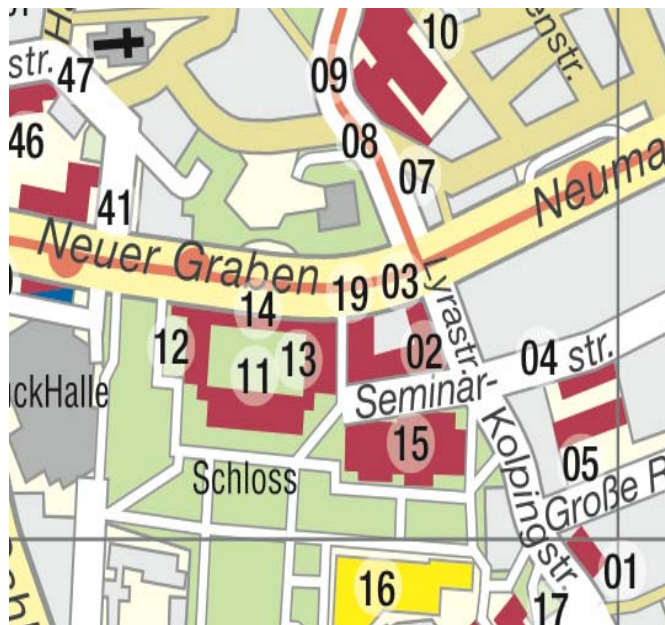 10
enstr.
str.
47
09
08
46
07
41
Neuer Graben
Neuma
14
19
03
Lyrastr.
12
11
13
02
04
str.
ckHalle
Seminar-
15
Kolpingstr
05
Schloss
Große R
16
01
17